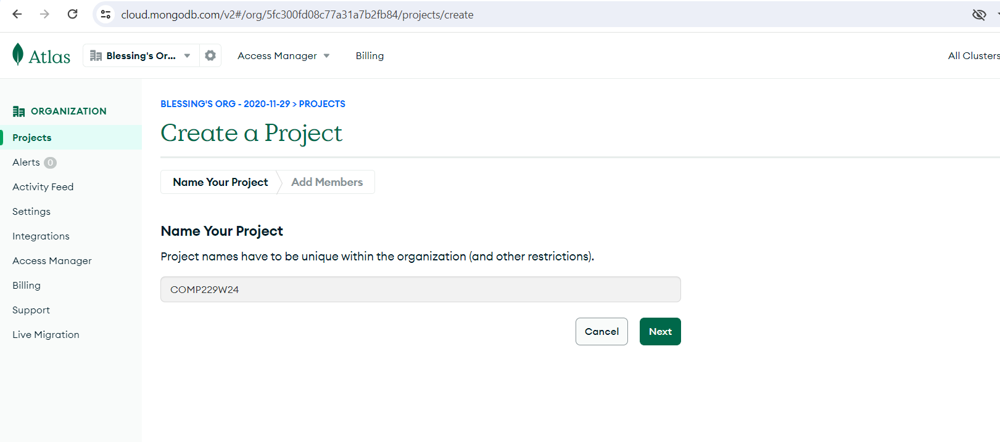 cloud.mongodb.com/v2#/org/5fc300fd08c77a31a7b2fb84/projects/create
Atlas
Blessing's Or...
Access Manager
Billing
All Clusters
ORGANIZATION
Projects
Alerts 0
Activity Feed
Settings
Integrations
Access Manager
Billing
Support
Live Migration
BLESSING'S ORG - 2020-11-29 > PROJECTS
Create a Project
Name Your Project
Add Members
Name Your Project
Project names have to be unique within the organization (and other restrictions).
COMP229W24
Cancel
Next